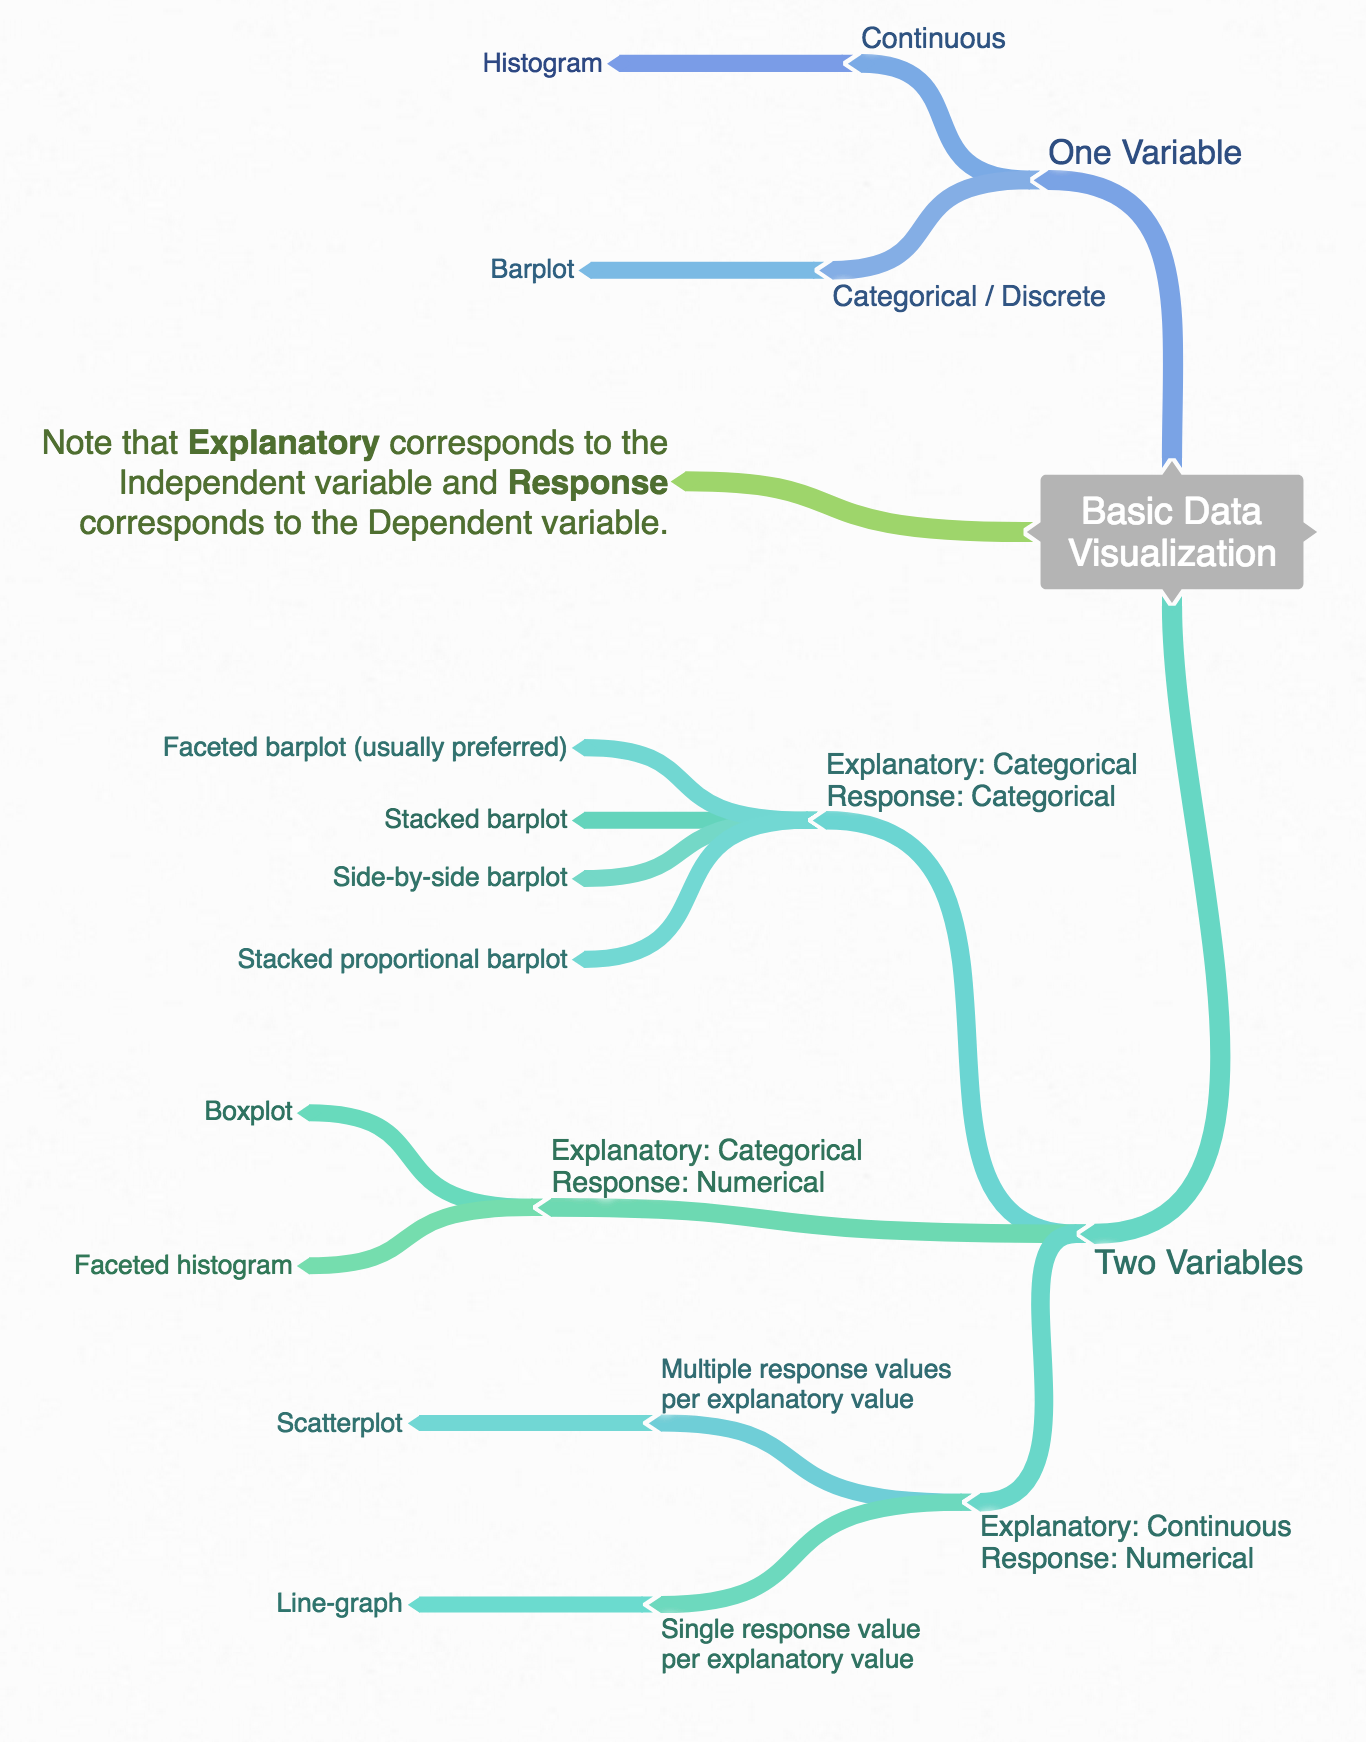 Continuous
Histogram
One Variable
Barplot
Categorical / Discrete
Note that Explanatory corresponds to the
Independent variable and Response
corresponds to the Dependent variable.
Basic Data
Visualization
Faceted barplot (usually preferred)
Explanatory: Categorical
Response: Categorical
Stacked barplot
Side-by-side barplot
Stacked proportional barplot
Boxplot
Explanatory: Categorical
Response: Numerical
Faceted histogram
Two Variables
Multiple response values
per explanatory value
Scatterplot
Explanatory: Continuous
Response: Numerical
Line-graph
Single response value
per explanatory value